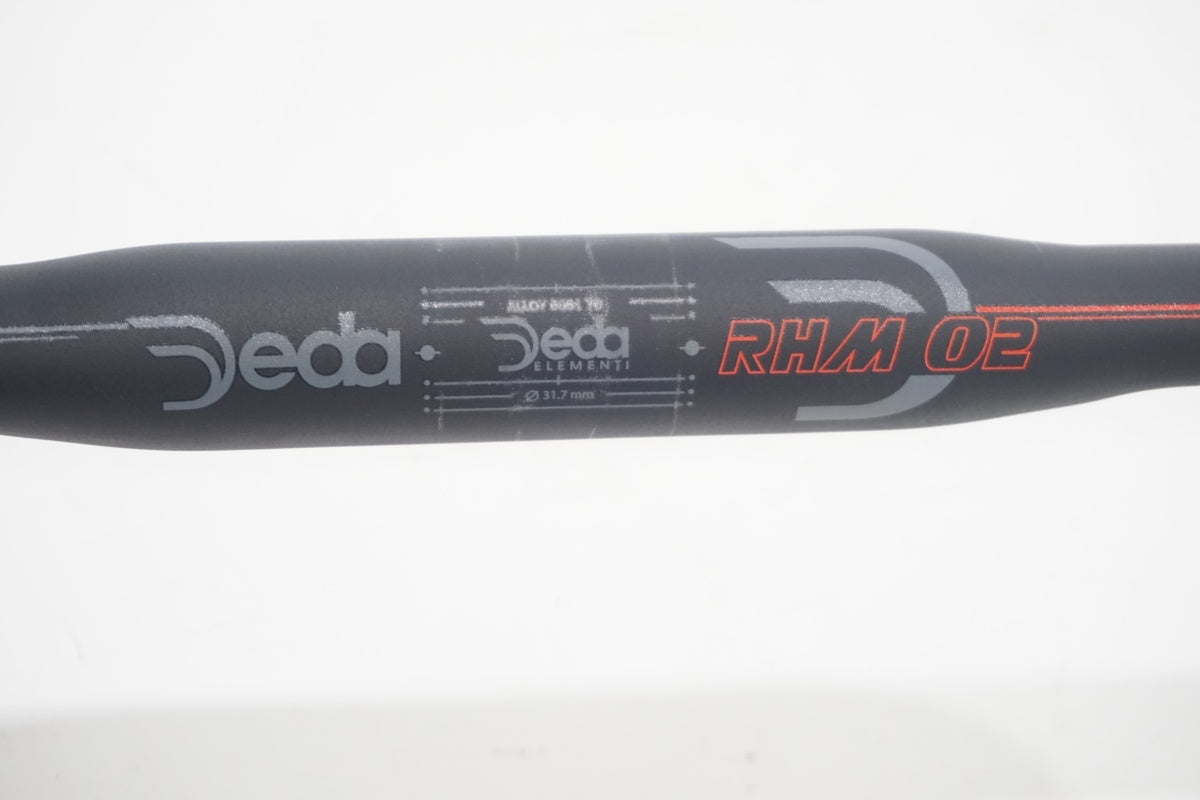 Deda
ALLOY 6061 T6
Deda
ELEMENTI
Ø 31.7 mm
RHM 02